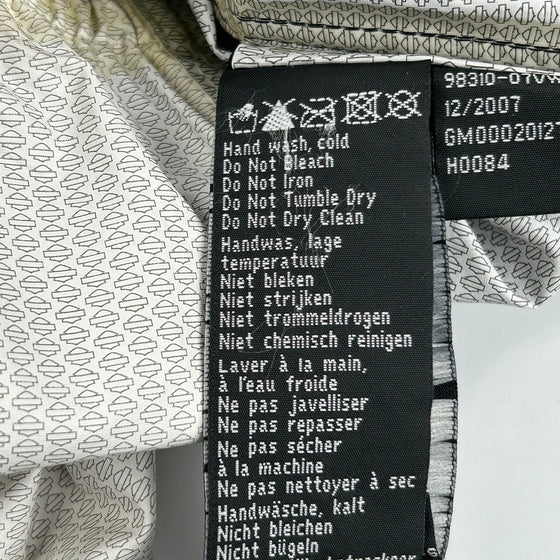 Hand wash, cold
Do Not Bleach
Do Not Iron
Do Not Tumble Dry
Do Not Dry Clean
Handwas, lage
temperatuur
Niet bleken
Niet strijken
Niet trommeldrogen
Niet chemisch reinigen
Laver à la main,
à l'eau froide
Ne pas javelliser
Ne pas repasser
Ne pas sécher
à la machine
Ne pas nettoyer à sec
Handwäsche, kalt
Nicht bleichen
Nicht bügeln
12/2007
GM0002012
H0084